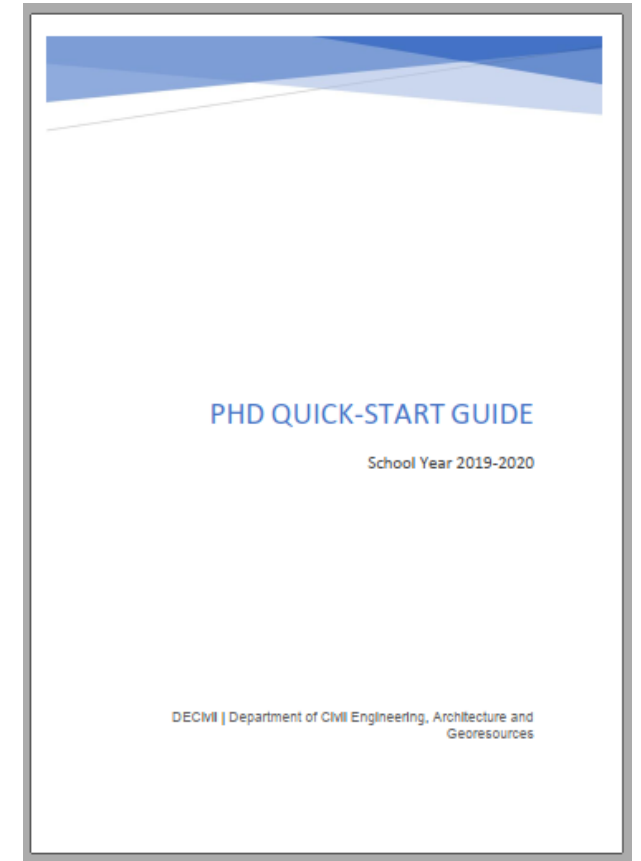 PHD QUICK-START GUIDE
School Year 2019-2020
DECivil | Department of Civil Engineering, Architecture and
Georesources